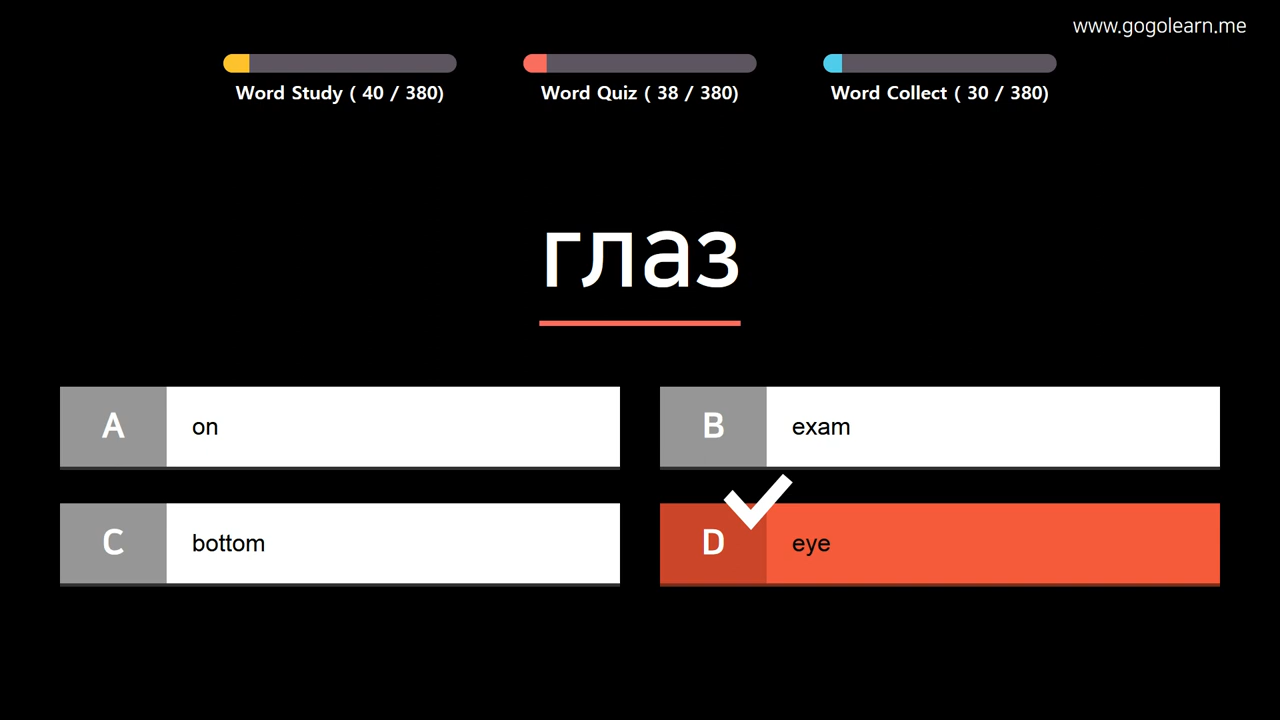 www.gogolearn.me
Word Study ( 40 / 380)
Word Quiz ( 38 / 380)
Word Collect ( 30 / 380)
глаз
A on
B exam
C bottom
D eye